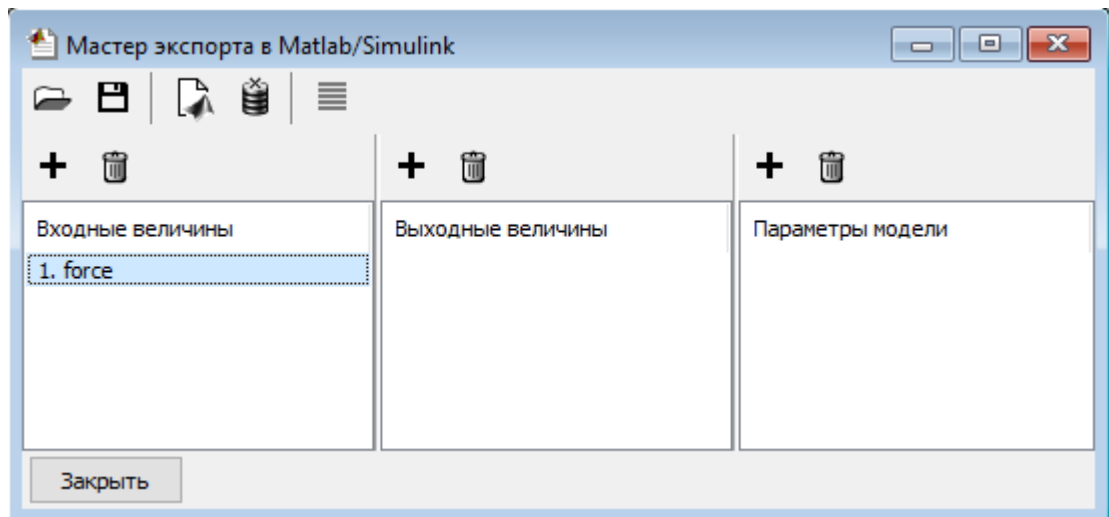 Мастер экспорта в Matlab/Simulink
Входные величины
1. force
Выходные величины
Параметры модели
Закрыть